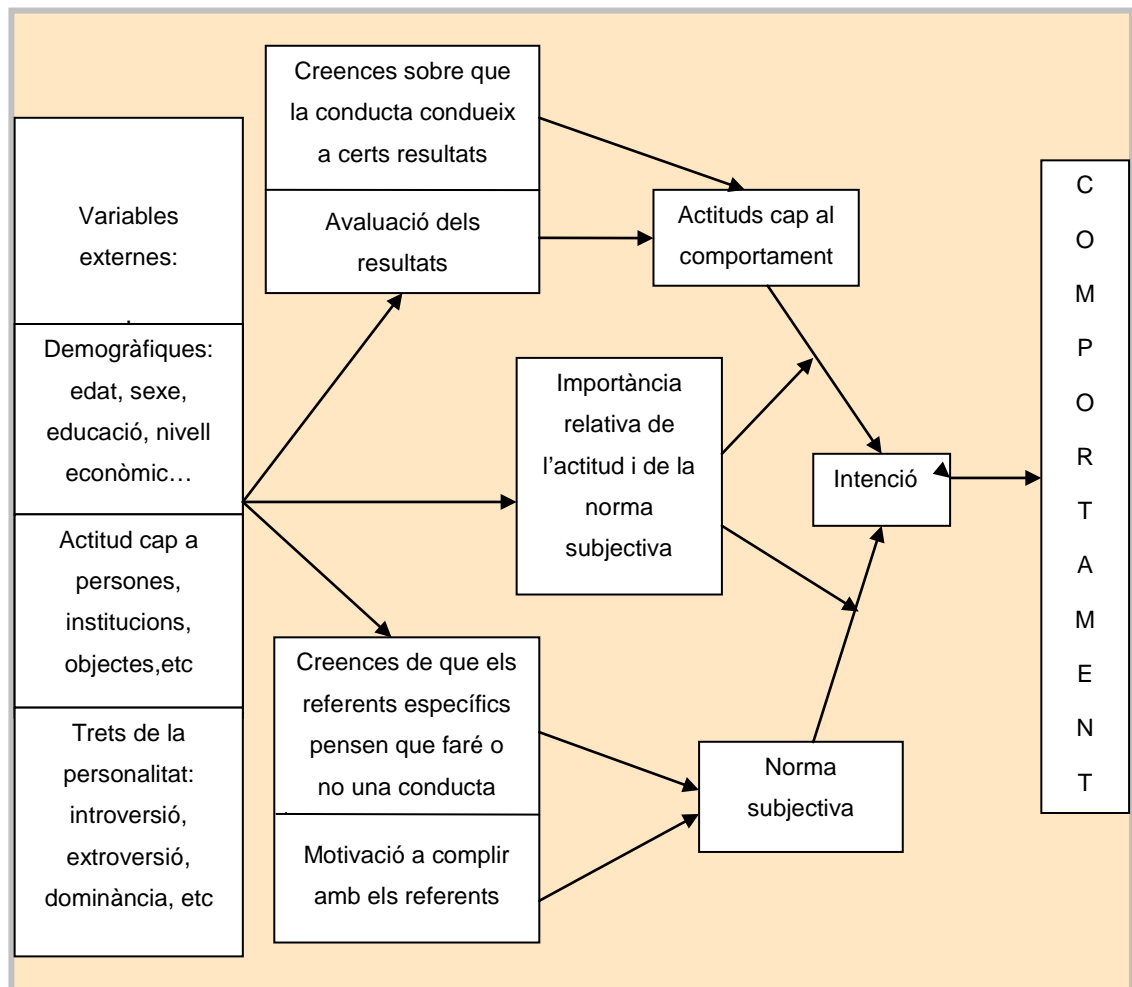 Variables
externes:
.
Demogràfiques:
edat, sexe,
educació, nivell
econòmic…
Actitud cap a
persones,
institucions,
objectes,etc
Trets de la
personalitat:
introversió,
extroversió,
dominància, etc
Creences sobre que
la conducta condueix
a certs resultats
Avaluació dels
resultats
Importància
relativa de
l’actitud i de la
norma
subjectiva
Creences de que els
referents específics
pensen que faré o
no una conducta
.
Motivació a complir
amb els referents
Actituds cap al
comportament
Intenció
Norma
subjectiva
C
O
M
P
O
R
T
A
M
E
N
T